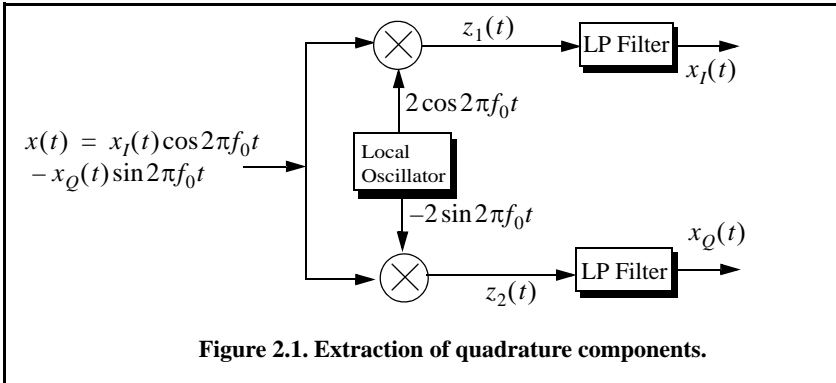 z₁(t)
LP Filter
x_I(t)
2cos2πf₀t
x(t) = x_I(t)cos2πf₀t
– x_Q(t)sin2πf₀t
Local
Oscillator
–2sin2πf₀t
x_Q(t)
LP Filter
z₂(t)
Figure 2.1. Extraction of quadrature components.